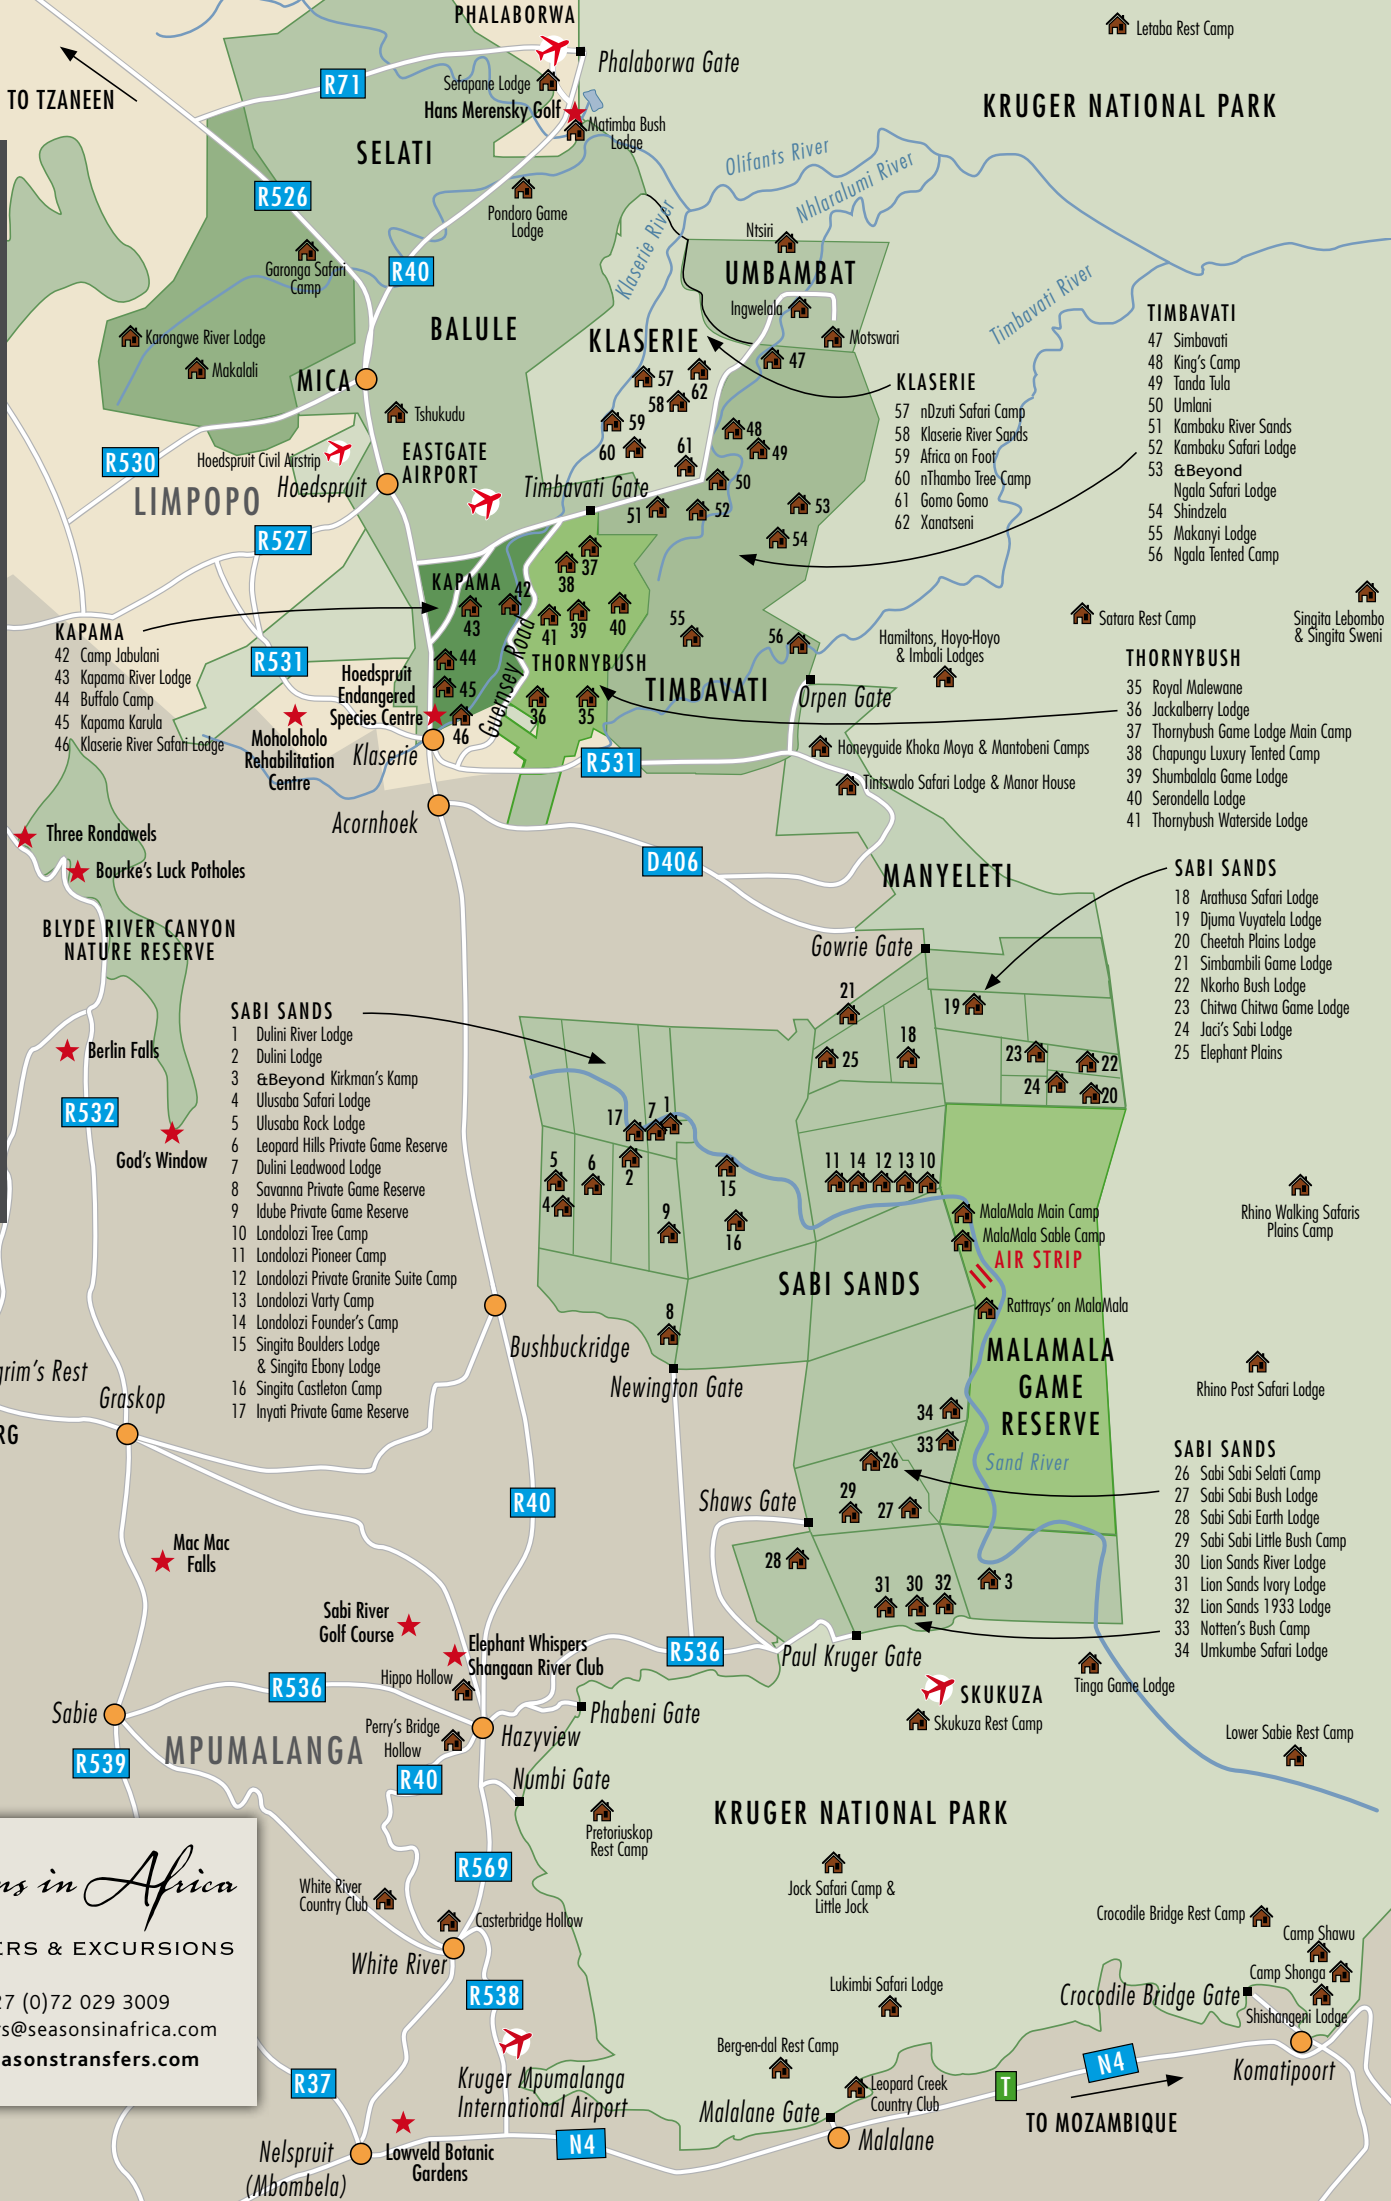 PHALABORWA
Letaba Rest Camp
Phalaborwa Gate
R71
Sefapane Lodge
TO TZANEEN
KRUGER NATIONAL PARK
Hans Merensky Golf
Matimba Bush
Lodge
SELATI
Olifants River
Nhlaralumi River
R526
Pondoro Game
Lodge
Klaserie River
Ntsiri
Garonga Safari
Camp
R40
UMBAMBAT
Timbavati River
Ingwelala
Karongwe River Lodge
BALULE
KLASERIE
Motswari
Makalali
MICA
47
TIMBAVATI
47 Simbavati
48 King's Camp
49 Tanda Tula
50 Umlani
51 Kambaku River Sands
52 Kambaku Safari Lodge
53 &Beyond
Ngala Safari Lodge
54 Shindzela
55 Makanyi Lodge
56 Ngala Tented Camp
KLASERIE
57 nDzuti Safari Camp
58 Klaserie River Sands
59 Africa on Foot
60 nThambo Tree Camp
61 Gomo Gomo
62 Xanatseni
57
62
58
Tshukudu
59
48
60
61
49
R530
Hoedspruit Civil Airstrip
EASTGATE
AIRPORT
Hoedspruit
LIMPOPO
Timbavati Gate
50
51
52
53
R527
54
37
38
KAPAMA
42
43
41
39
40
55
56
Satara Rest Camp
Singita Lebombo
& Singita Sweni
Hamiltons, Hoyo-Hoyo
& Imbali Lodges
KAPAMA
42 Camp Jabulani
43 Kapama River Lodge
44 Buffalo Camp
45 Kapama Karula
46 Klaserie River Safari Lodge
R531
44
45
46
Guernsey Road
THORNYBUSH
TIMBAVATI
36
35
Orpen Gate
THORNYBUSH
35 Royal Malewane
36 Jackalberry Lodge
37 Thornybush Game Lodge Main Camp
38 Chapungu Luxury Tented Camp
39 Shumbalala Game Lodge
40 Serondella Lodge
41 Thornybush Waterside Lodge
Hoedspruit
Endangered
Species Centre
Moholoholo
Rehabilitation
Centre
Klaserie
R531
Honeyguide Khoka Moya & Mantobeni Camps
Tintswalo Safari Lodge & Manor House
Acornhoek
Three Rondawels
Bourke's Luck Potholes
D406
MANYELETI
SABI SANDS
18 Arathusa Safari Lodge
19 Djuma Vuyatela Lodge
20 Cheetah Plains Lodge
21 Simbambili Game Lodge
22 Nkorho Bush Lodge
23 Chitwa Chitwa Game Lodge
24 Jaci's Sabi Lodge
25 Elephant Plains
BLYDE RIVER CANYON
NATURE RESERVE
Gowrie Gate
21
19
18
25
23
22
24
20
SABI SANDS
1 Dulini River Lodge
2 Dulini Lodge
3 &Beyond Kirkman's Kamp
4 Ulusaba Safari Lodge
5 Ulusaba Rock Lodge
6 Leopard Hills Private Game Reserve
7 Dulini Leadwood Lodge
8 Savanna Private Game Reserve
9 Idube Private Game Reserve
10 Londolozi Tree Camp
11 Londolozi Pioneer Camp
12 Londolozi Private Granite Suite Camp
13 Londolozi Varty Camp
14 Londolozi Founder's Camp
15 Singita Boulders Lodge
& Singita Ebony Lodge
16 Singita Castleton Camp
17 Inyati Private Game Reserve
Berlin Falls
R532
God's Window
17
7
1
5
6
2
4
15
9
16
11 14 12 13 10
MalaMala Main Camp
MalaMala Sable Camp
AIR STRIP
Rattrays' on MalaMala
Rhino Walking Safaris
Plains Camp
SABI SANDS
8
MALAMALA
GAME
RESERVE
Bushbuckridge
Newington Gate
Rhino Post Safari Lodge
grim's Rest
Graskop
RG
34
33
26
Sand River
SABI SANDS
26 Sabi Sabi Selati Camp
27 Sabi Sabi Bush Lodge
28 Sabi Sabi Earth Lodge
29 Sabi Sabi Little Bush Camp
30 Lion Sands River Lodge
31 Lion Sands Ivory Lodge
32 Lion Sands 1933 Lodge
33 Notten's Bush Camp
34 Umkumbe Safari Lodge
R40
Shaws Gate
29
27
28
Mac Mac
Falls
31
30
32
3
Sabi River
Golf Course
Elephant Whispers
Shangaan River Club
R536
Paul Kruger Gate
Hippo Hollow
R536
Tinga Game Lodge
SKUKUZA
Skukuza Rest Camp
Sabie
Phabeni Gate
Perry's Bridge
Hollow
Hazyview
Lower Sabie Rest Camp
R539
MPUMALANGA
R40
Numbi Gate
Pretoriuskop
Rest Camp
KRUGER NATIONAL PARK
R569
ns in Africa
ERS & EXCURSIONS
27 (0)72 029 3009
rs@seasonsinafrica.com
asonstransfers.com
White River
Country Club
Casterbridge Hollow
Jock Safari Camp &
Little Jock
Crocodile Bridge Rest Camp
Camp Shawu
Camp Shonga
White River
R538
Lukimbi Safari Lodge
Crocodile Bridge Gate
Shishangeni Lodge
Komatipoort
Kruger Mpumalanga
International Airport
Berg-en-dal Rest Camp
Leopard Creek
Country Club
R37
T
N4
TO MOZAMBIQUE
Malalane Gate
Malalane
N4
Nelspruit
(Mbombela)
Lowveld Botanic
Gardens